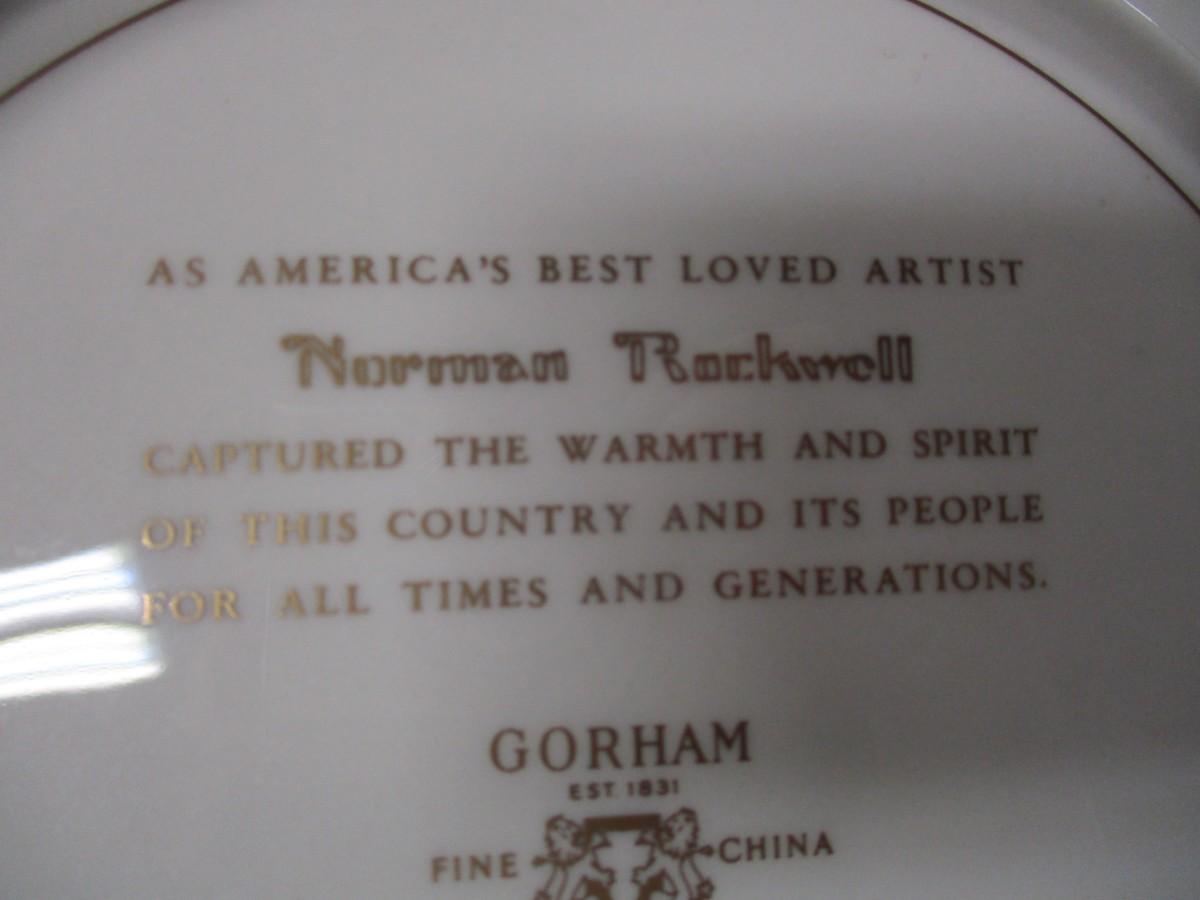 AS AMERICA'S BEST LOVED ARTIST
Norman Rockwell
CAPTURED THE WARMTH AND SPIRIT
OF THIS COUNTRY AND ITS PEOPLE
FOR ALL TIMES AND GENERATIONS.
GORHAM
EST. 1831
FINE CHINA